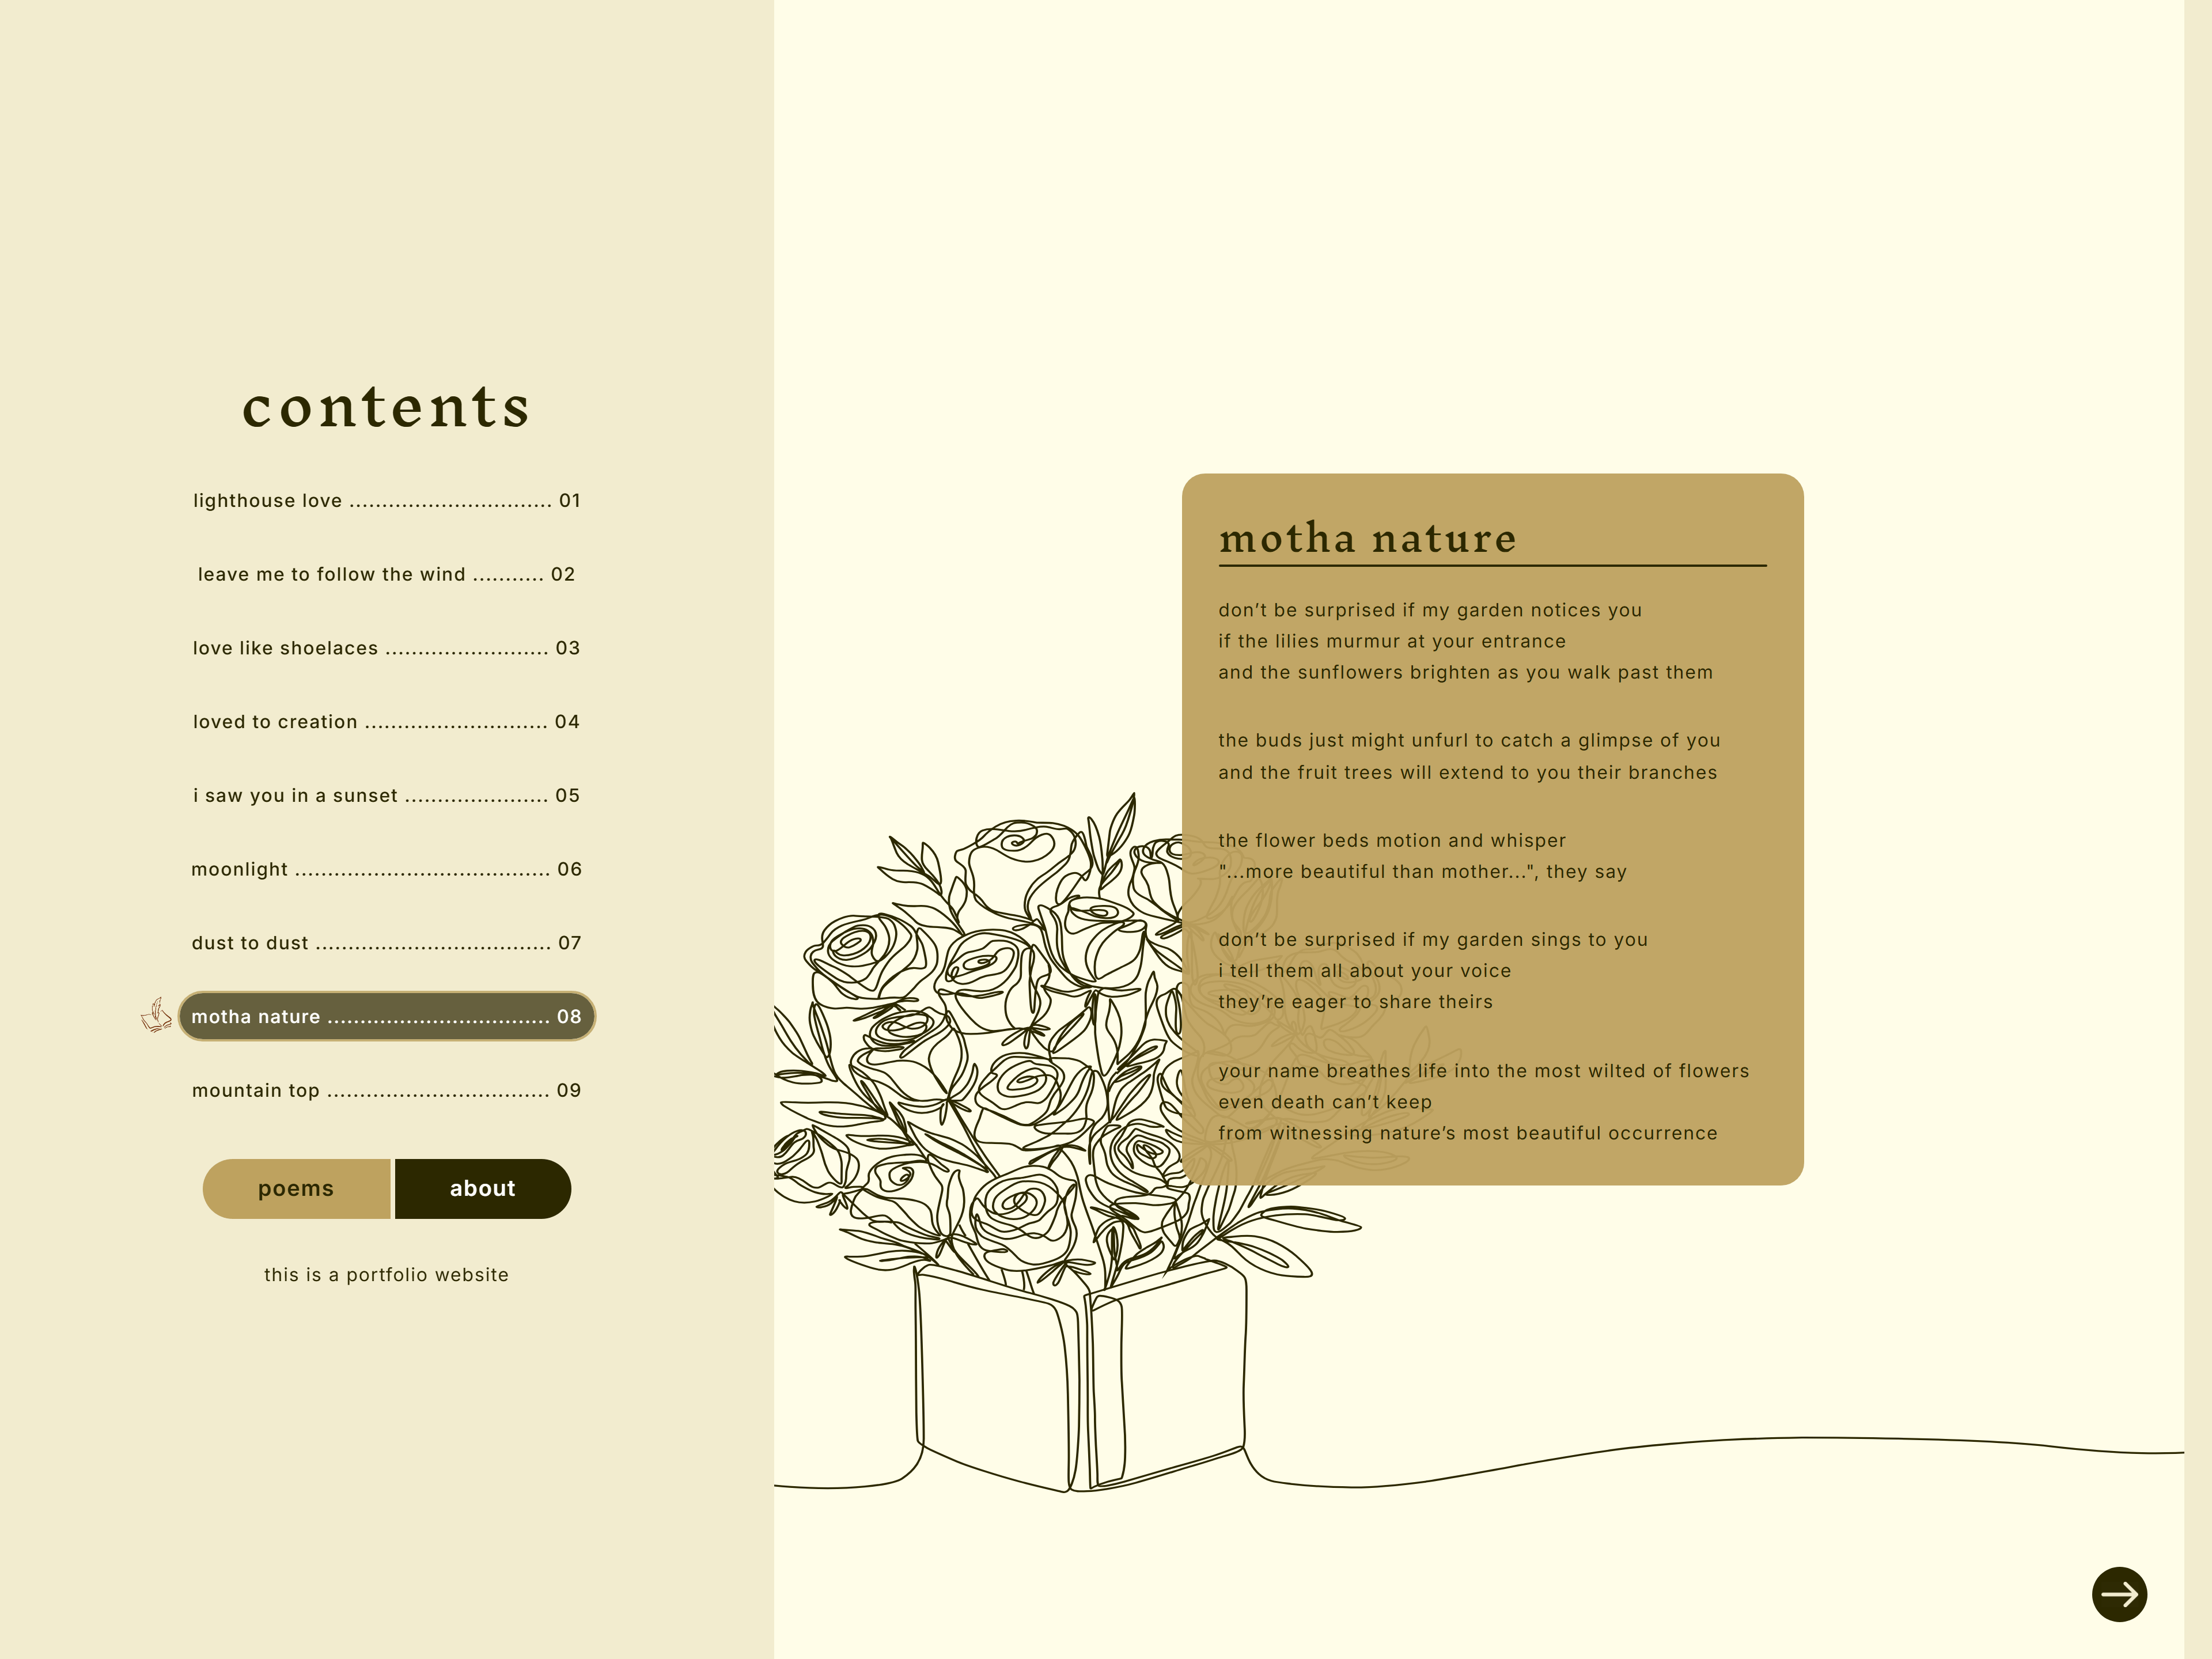 contents
lighthouse love ............................... 01
leave me to follow the wind ........... 02
love like shoelaces ......................... 03
loved to creation ............................ 04
i saw you in a sunset ...................... 05
moonlight ....................................... 06
dust to dust .................................... 07
motha nature .................................. 08
mountain top .................................. 09
poems
about
this is a portfolio website
motha nature
don’t be surprised if my garden notices you
if the lilies murmur at your entrance
and the sunflowers brighten as you walk past them
the buds just might unfurl to catch a glimpse of you
and the fruit trees will extend to you their branches
the flower beds motion and whisper
"...more beautiful than mother...", they say
don’t be surprised if my garden sings to you
i tell them all about your voice
they’re eager to share theirs
your name breathes life into the most wilted of flowers
even death can’t keep
from witnessing nature’s most beautiful occurrence